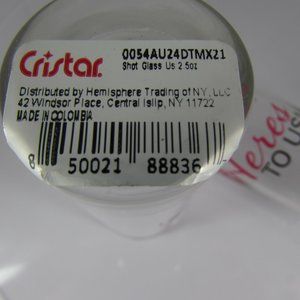 Cristar.
0054AU24DTMX21
Shot Glass Us 2.5oz
Distributed by Hemisphere Trading of NY, LLC
42 Windsor Place, Central Islip, NY 11722
MADE IN COLOMBIA
8 50021 88836
Heres
TO US